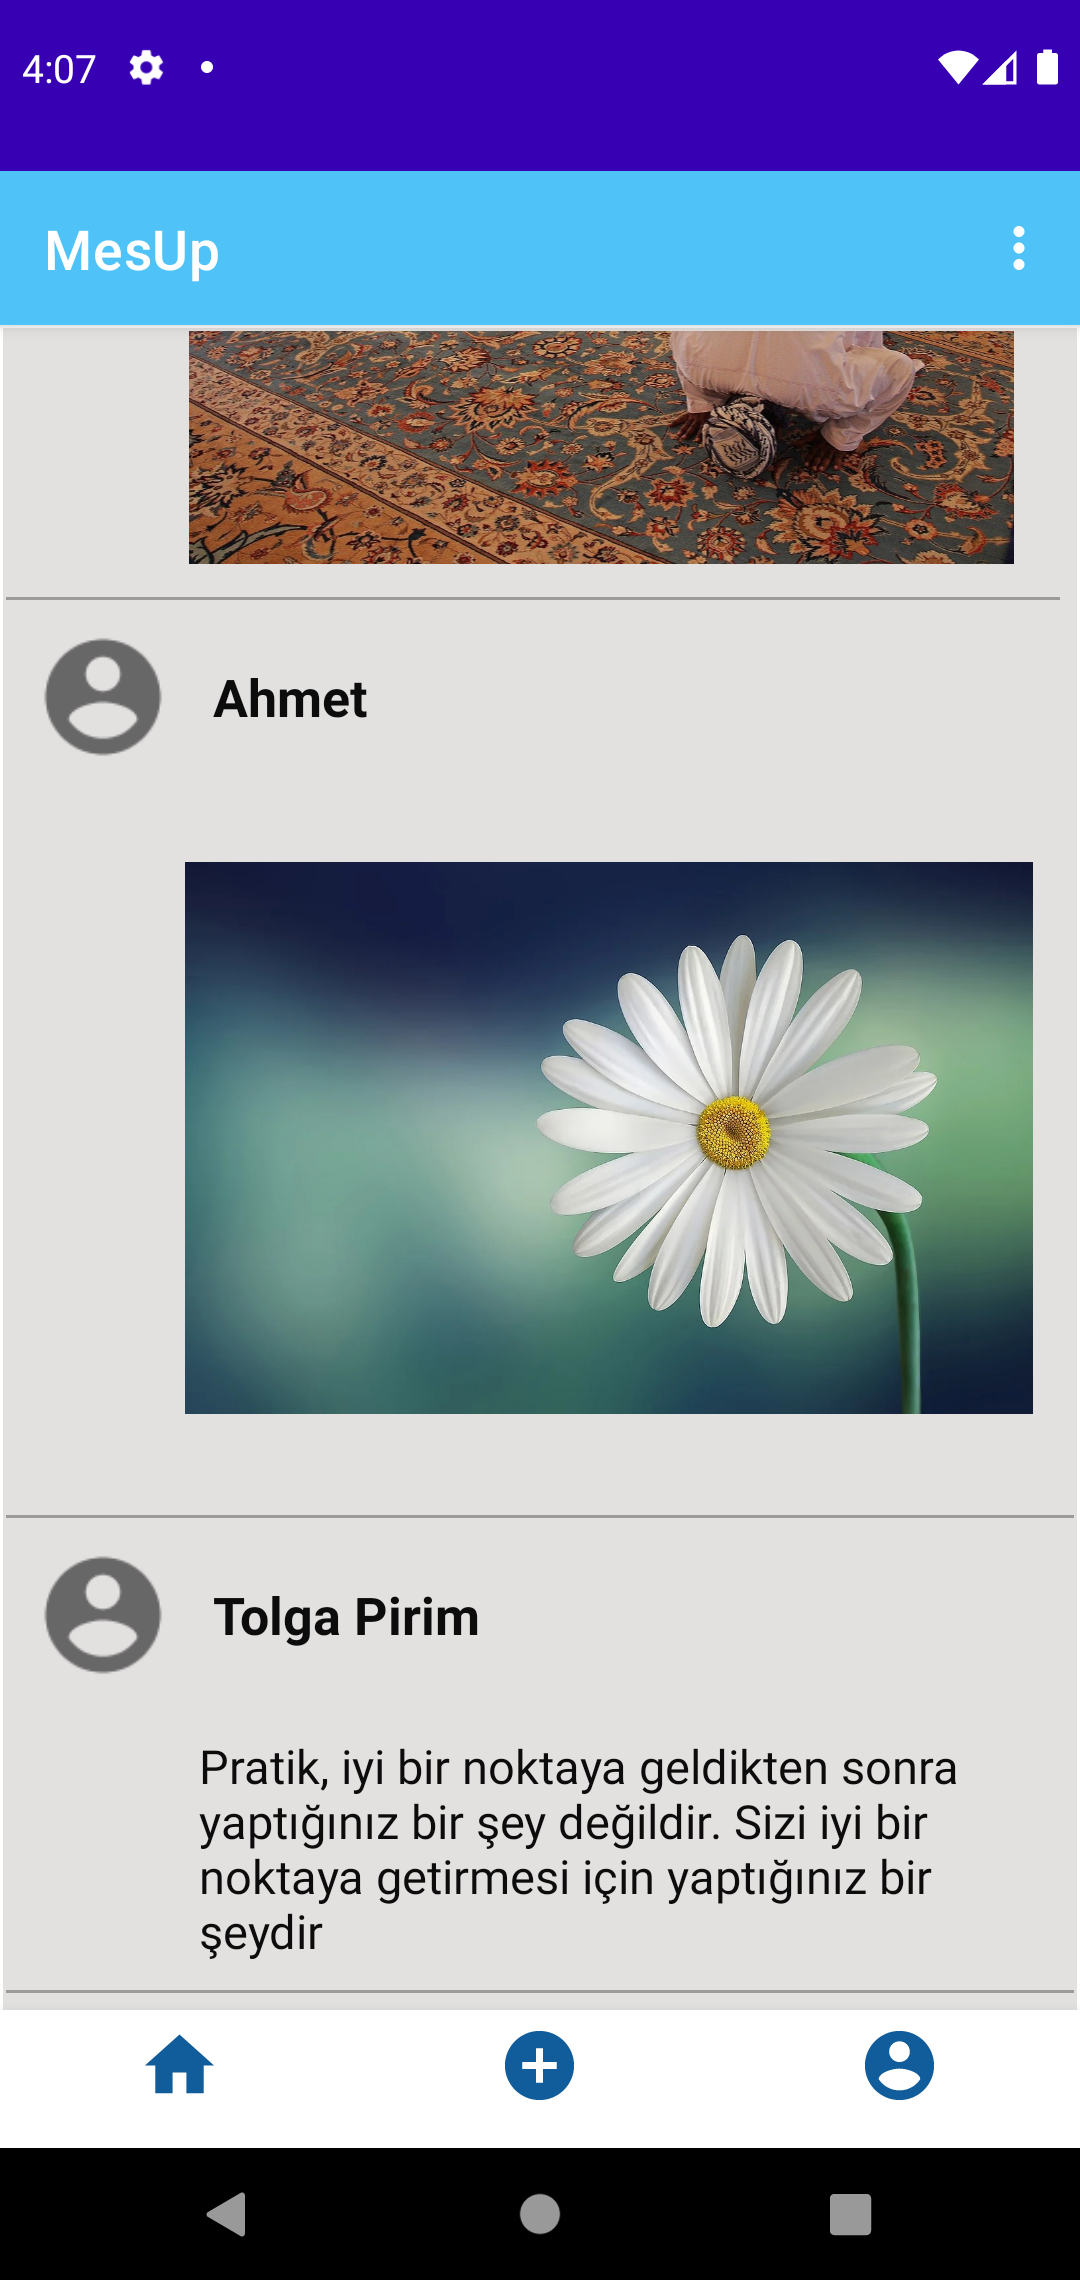 4:07
MesUp
Ahmet
Tolga Pirim
Pratik, iyi bir noktaya geldikten sonra
yaptığınız bir şey değildir. Sizi iyi bir
noktaya getirmesi için yaptığınız bir
şeydir